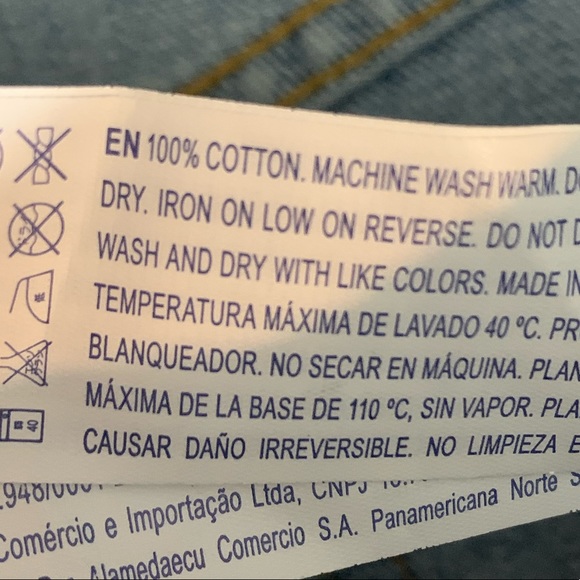 EN 100% COTTON. MACHINE WASH WARM.
DRY. IRON ON LOW ON REVERSE. DO NOT
WASH AND DRY WITH LIKE COLORS. MADE IN
TEMPERATURA MÁXIMA DE LAVADO 40 ºC.
BLANQUEADOR. NO SECAR EN MÁQUINA.
MÁXIMA DE LA BASE DE 110 ºC, SIN VAPOR.
CAUSAR DAÑO IRREVERSIBLE. NO LIMPIEZA
Comércio e Importação Ltda, CNPJ
Alamedaecu Comercio S.A. Panamericana Norte